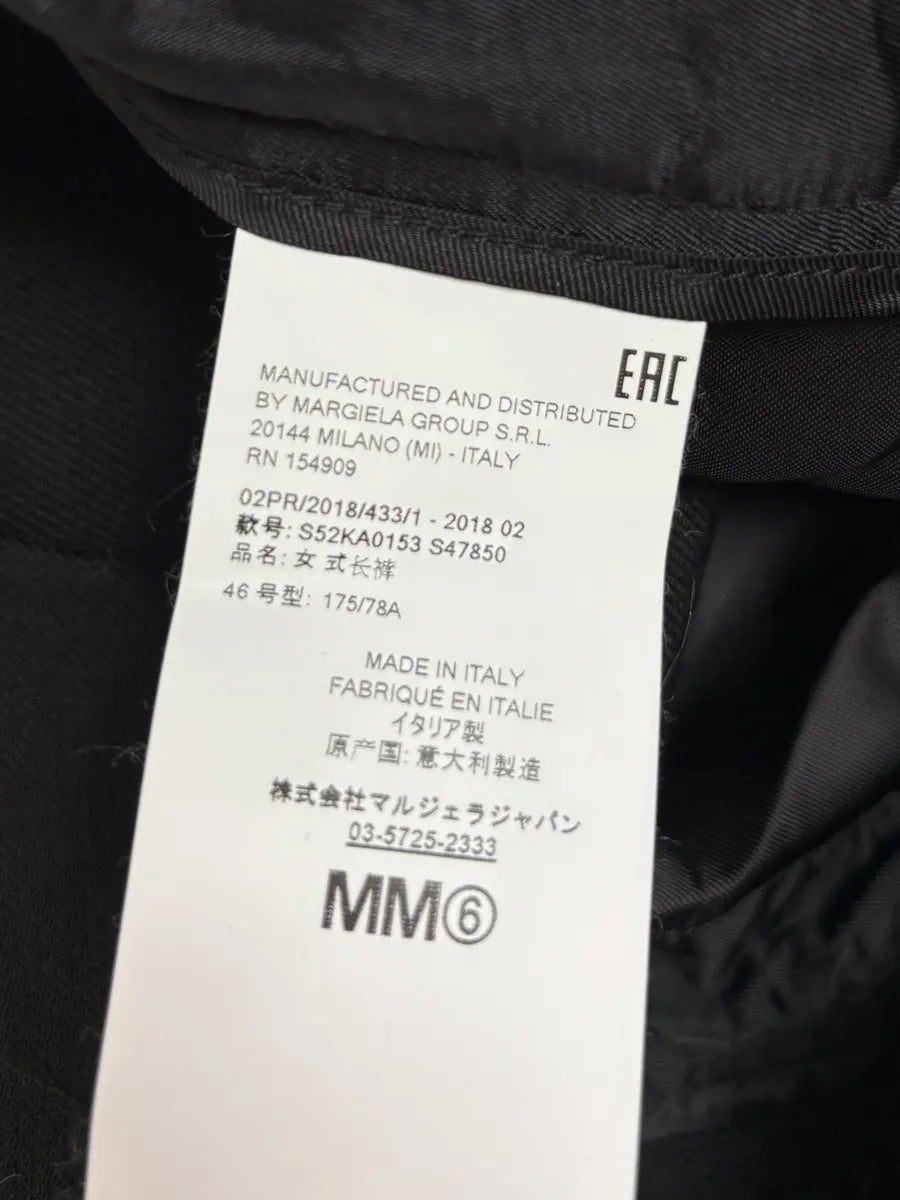 EAC
MANUFACTURED AND DISTRIBUTED
BY MARGIELA GROUP S.R.L.
20144 MILANO (MI) - ITALY
RN 154909
02PR/2018/433/1 - 2018 02
款号: S52KA0153 S47850
品名: 女 式长裤
46 号型: 175/78A
MADE IN ITALY
FABRIQUÉ EN ITALIE
イタリア製
原产国: 意大利製造
株式会社マルジェラジャパン
03-5725-2333
MM⑥